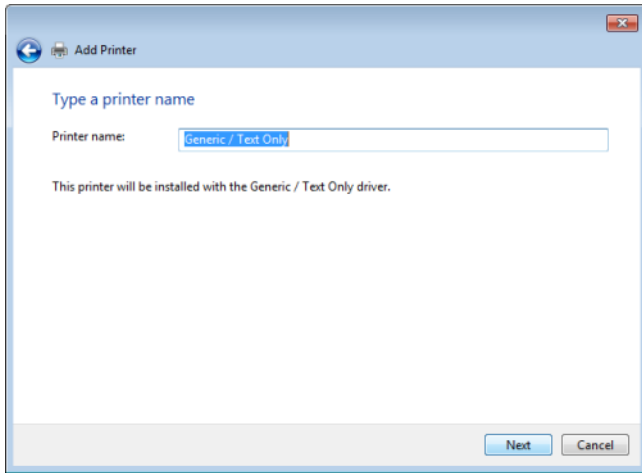 Add Printer
Type a printer name
Printer name: Generic / Text Only
This printer will be installed with the Generic / Text Only driver.
Next Cancel